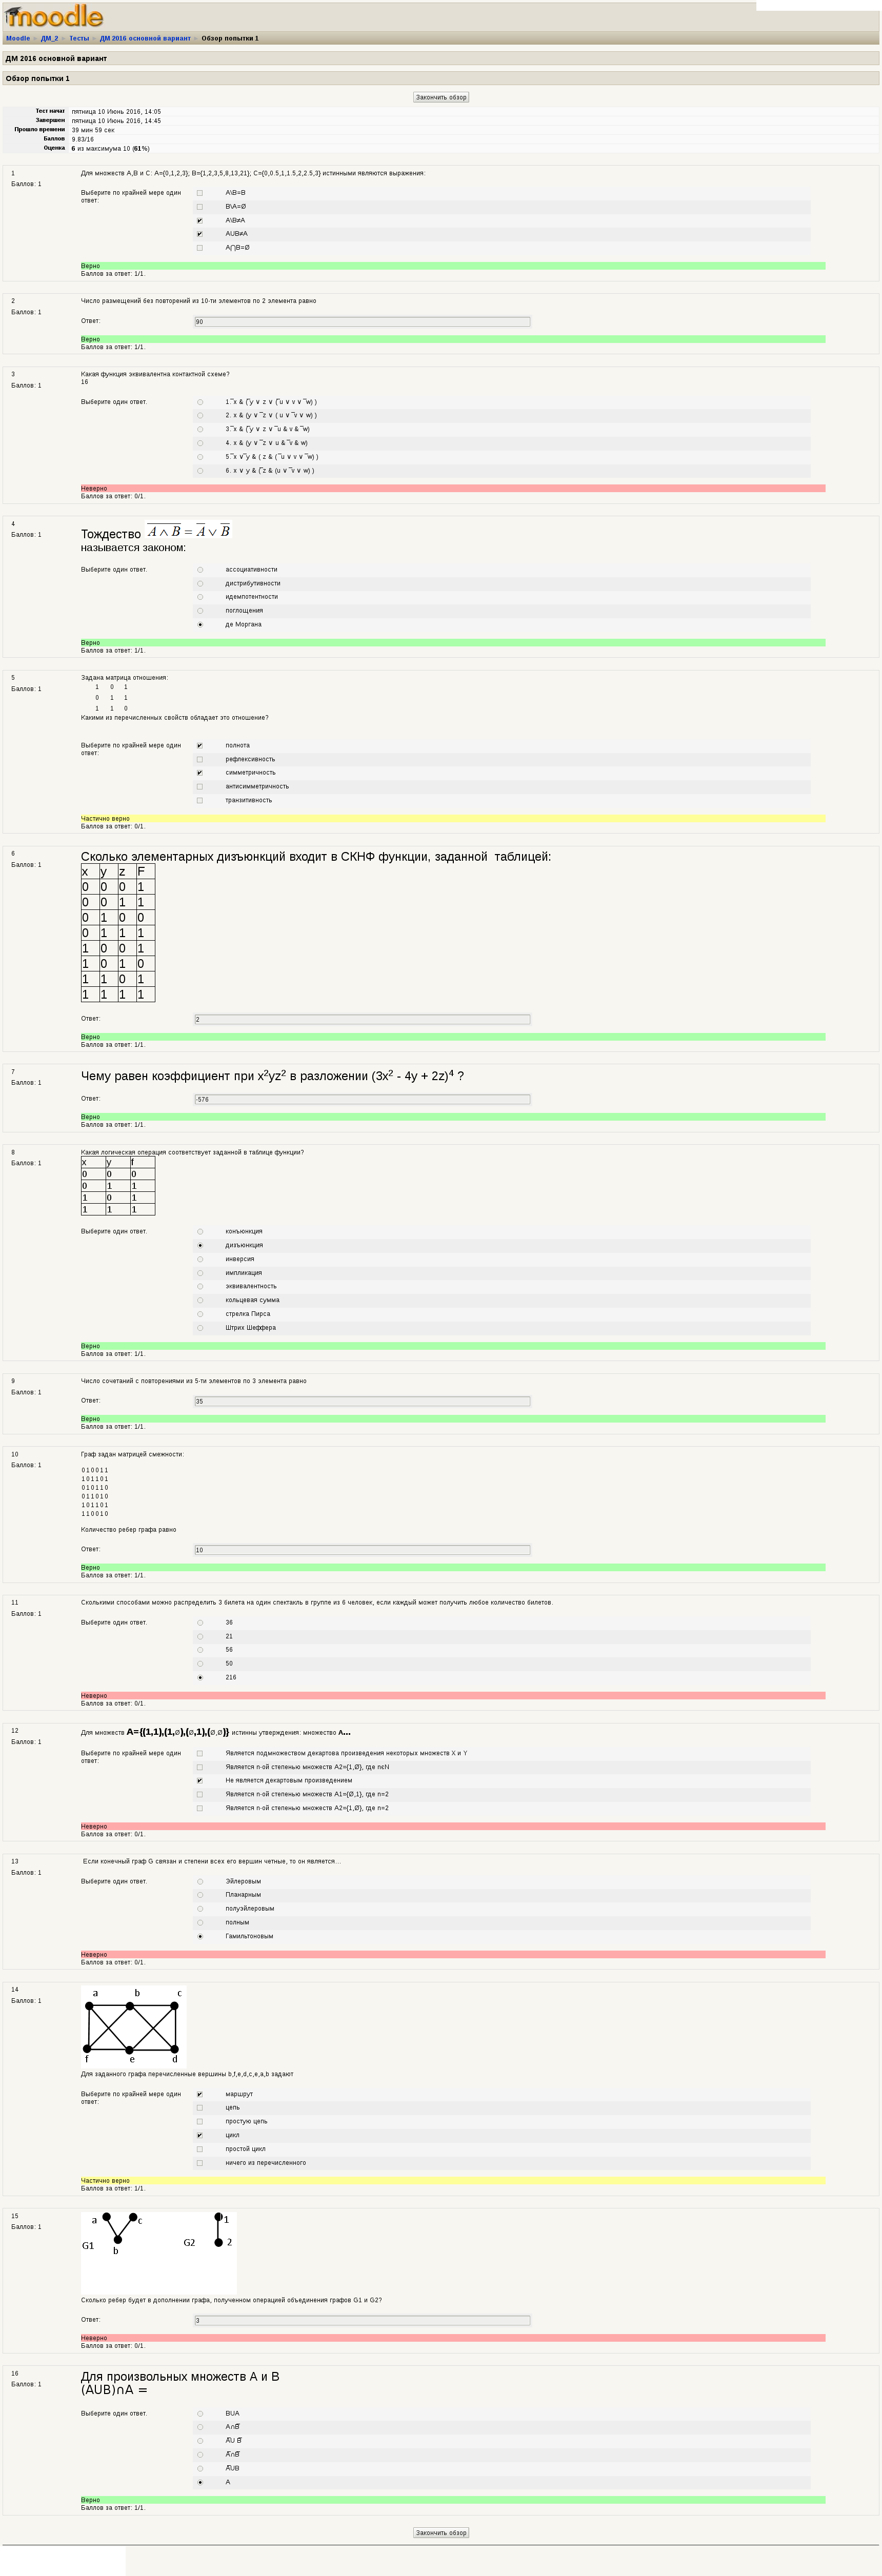 moodle
Moodle ► ДМ_2 ► Тесты ► ДМ 2016 основной вариант ► Обзор попытки 1
ДМ 2016 основной вариант
Обзор попытки 1
Закончить обзор
Тест начат пятница 10 Июнь 2016, 14:05
Завершен пятница 10 Июнь 2016, 14:45
Прошло времени 39 мин 59 сек
Баллов 9.83/16
Оценка 6 из максимума 10 (61%)
1 Для множеств A,B и C: A={0,1,2,3}; B={1,2,3,5,8,13,21}; C={0,0.5,1,1.5,2,2.5,3} истинными являются выражения:
Баллов: 1
Выберите по крайней мере один ответ:
A\B=B
B\A=Ø
A\B≠A
AUB≠A
A⋂B=Ø
Верно
Баллов за ответ: 1/1.
2 Число размещений без повторений из 10-ти элементов по 2 элемента равно
Баллов: 1
Ответ: 90
Верно
Баллов за ответ: 1/1.
3 Какая функция эквивалентна контактной схеме?
Баллов: 1
16
Выберите один ответ.
1. ‾x & (‾y ∨ z ∨ (‾u ∨ v ∨ ‾w) )
2. x & (y ∨ ‾z ∨ ( u ∨ ‾v ∨ w) )
3. ‾x & (‾y ∨ z ∨ ‾u & v & ‾w)
4. x & (y ∨ ‾z ∨ u & ‾v & w)
5. ‾x ∨ ‾y & ( z & ( ‾u ∨ v ∨ ‾w) )
6. x ∨ y & (‾z & (u ∨ ‾v ∨ w) )
Неверно
Баллов за ответ: 0/1.
4 Тождество A̅ ̅∧̅ ̅B̅ = A̅ ∨ B̅
Баллов: 1
называется законом:
Выберите один ответ.
ассоциативности
дистрибутивности
идемпотентности
поглощения
де Моргана
Верно
Баллов за ответ: 1/1.
5 Задана матрица отношения:
Баллов: 1
1 0 1
0 1 1
1 1 0
Какими из перечисленных свойств обладает это отношение?
Выберите по крайней мере один ответ:
полнота
рефлексивность
симметричность
антисимметричность
транзитивность
Частично верно
Баллов за ответ: 0/1.
6 Сколько элементарных дизъюнкций входит в СКНФ функции, заданной таблицей:
Баллов: 1
x y z F
0 0 0 1
0 0 1 1
0 1 0 0
0 1 1 1
1 0 0 1
1 0 1 0
1 1 0 1
1 1 1 1
Ответ: 2
Верно
Баллов за ответ: 1/1.
7 Чему равен коэффициент при x²yz² в разложении (3x² - 4y + 2z)⁴ ?
Баллов: 1
Ответ: -576
Верно
Баллов за ответ: 1/1.
8 Какая логическая операция соответствует заданной в таблице функции?
Баллов: 1
x y f
0 0 0
0 1 1
1 0 1
1 1 1
Выберите один ответ.
конъюнкция
дизъюнкция
инверсия
импликация
эквивалентность
кольцевая сумма
стрелка Пирса
Штрих Шеффера
Верно
Баллов за ответ: 1/1.
9 Число сочетаний с повторениями из 5-ти элементов по 3 элемента равно
Баллов: 1
Ответ: 35
Верно
Баллов за ответ: 1/1.
10 Граф задан матрицей смежности:
Баллов: 1
0 1 0 0 1 1
1 0 1 1 0 1
0 1 0 1 1 0
0 1 1 0 1 0
1 0 1 1 0 1
1 1 0 0 1 0
Количество ребер графа равно
Ответ: 10
Верно
Баллов за ответ: 1/1.
11 Сколькими способами можно распределить 3 билета на один спектакль в группе из 6 человек, если каждый может получить любое количество билетов.
Баллов: 1
Выберите один ответ.
36
21
56
50
216
Неверно
Баллов за ответ: 0/1.
12 Для множеств A={(1,1),(1,Ø),(Ø,1),(Ø,Ø)} истинны утверждения: множество A...
Баллов: 1
Выберите по крайней мере один ответ:
Является подмножеством декартова произведения некоторых множеств X и Y
Является n-ой степенью множеств A2={1,Ø}, где nєN
Не является декартовым произведением
Является n-ой степенью множеств A1={Ø,1}, где n=2
Является n-ой степенью множеств A2={1,Ø}, где n=2
Неверно
Баллов за ответ: 0/1.
13 Если конечный граф G связан и степени всех его вершин четные, то он является...
Баллов: 1
Выберите один ответ.
Эйлеровым
Планарным
полуэйлеровым
полным
Гамильтоновым
Неверно
Баллов за ответ: 0/1.
14
Баллов: 1
a b c
f e d
Для заданного графа перечисленные вершины b,f,e,d,c,e,a,b задают
Выберите по крайней мере один ответ:
маршрут
цепь
простую цепь
цикл
простой цикл
ничего из перечисленного
Частично верно
Баллов за ответ: 1/1.
15
Баллов: 1
a c 1
G1 b G2 2
Сколько ребер будет в дополнении графа, полученном операцией объединения графов G1 и G2?
Ответ: 3
Неверно
Баллов за ответ: 0/1.
16 Для произвольных множеств A и B
Баллов: 1
(AUB)∩A =
Выберите один ответ.
BUA
A∩B̅
A̅U B̅
A̅∩B̅
A̅UB
A
Верно
Баллов за ответ: 1/1.
Закончить обзор